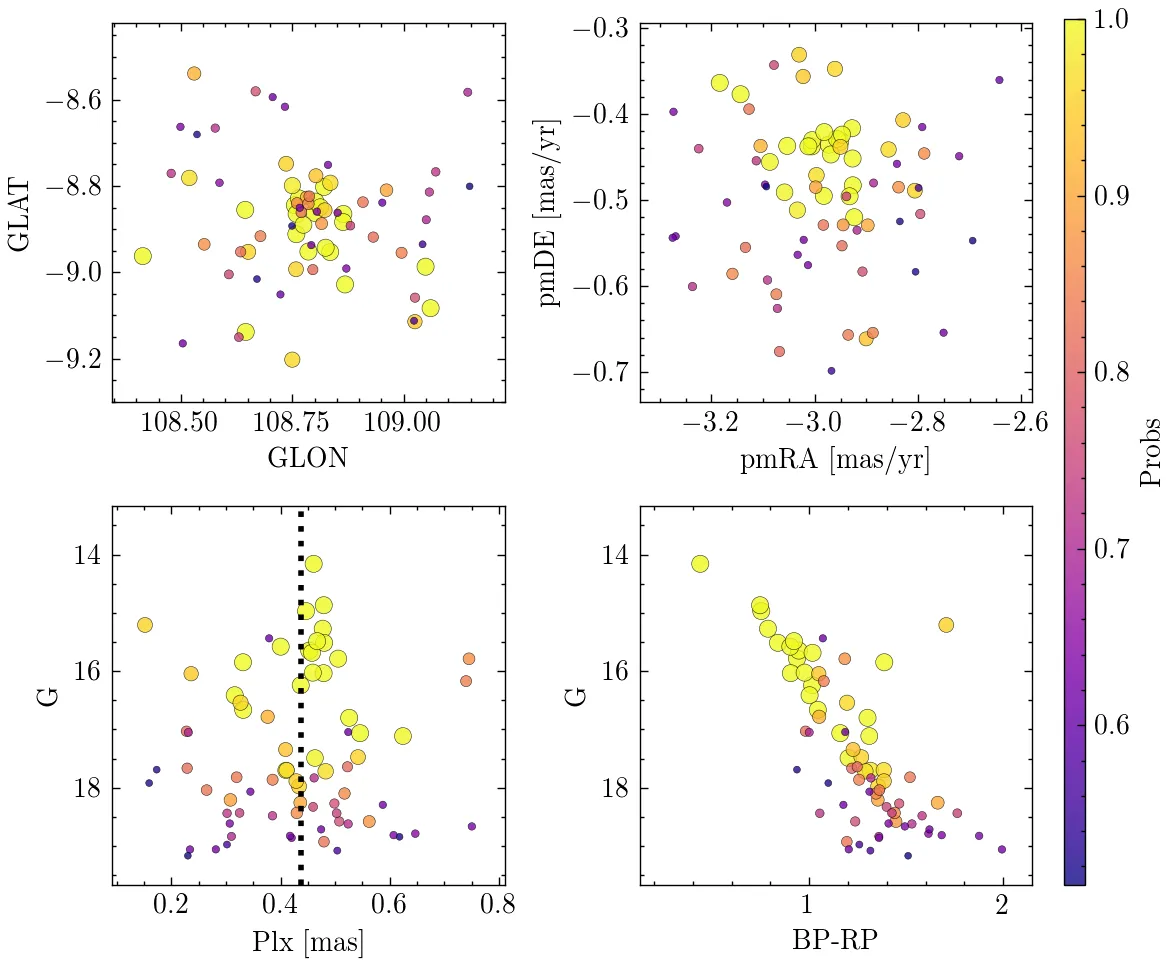 −8.6
−8.8
−9.0
−9.2
GLAT
108.50 108.75 109.00
GLON
−0.3
−0.4
−0.5
−0.6
−0.7
pmDE [mas/yr]
−3.2 −3.0 −2.8 −2.6
pmRA [mas/yr]
14
16
18
G
0.2 0.4 0.6 0.8
Plx [mas]
14
16
18
G
1 2
BP-RP
1.0
0.9
0.8
0.7
0.6
Probs